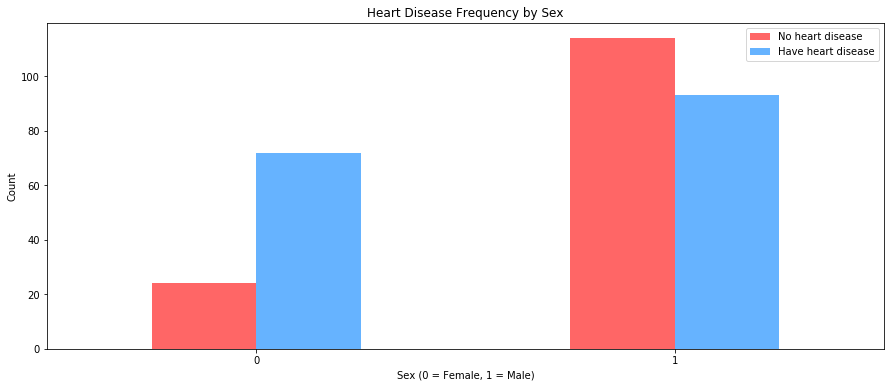 Heart Disease Frequency by Sex
No heart disease
Have heart disease
100
80
60
40
20
0
Count
0
1
Sex (0 = Female, 1 = Male)